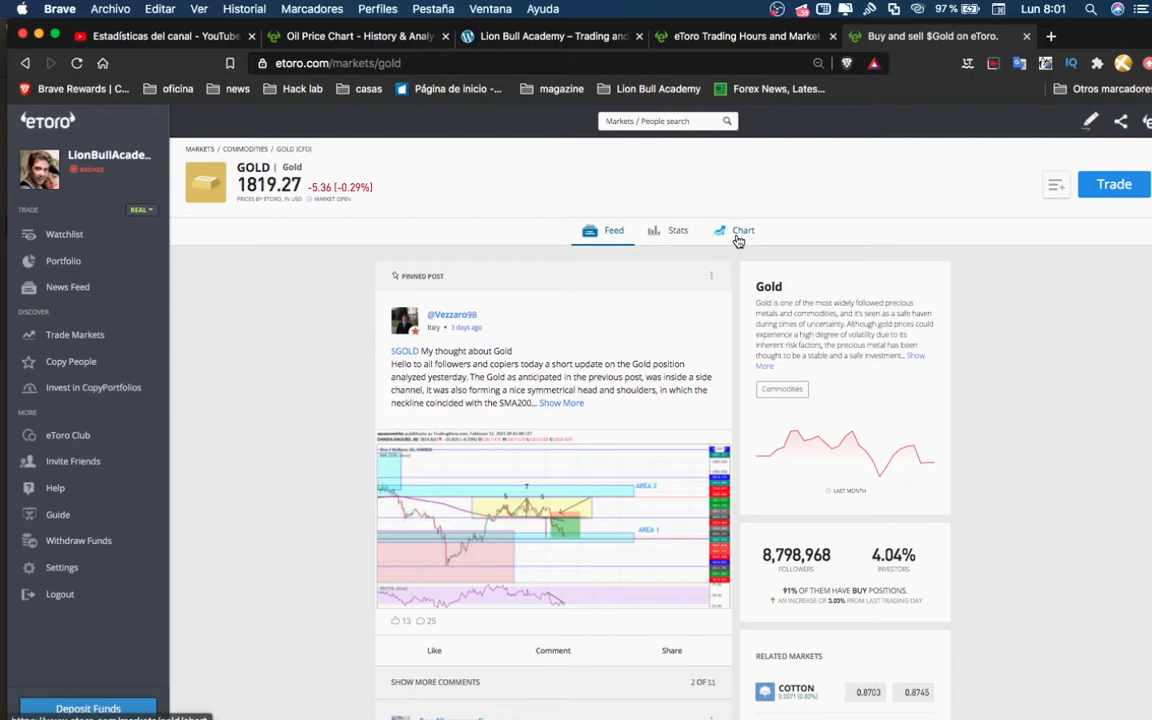 Brave Archivo Editar Ver Historial Marcadores Perfiles Pestaña Ventana Ayuda 97 % Lun 8:01
Estadísticas del canal - YouTube Oil Price Chart - History & Analy Lion Bull Academy – Trading and eToro Trading Hours and Market Buy and sell $Gold on eToro.
etoro.com/markets/gold
Brave Rewards | C... oficina news Hack lab casas Página de inicio -... magazine Lion Bull Academy Forex News, Lates... Otros marcadores
eToro
Markets / People search
LionBullAcade...
BRONZE
TRADE REAL
Watchlist
Portfolio
News Feed
DISCOVER
Trade Markets
Copy People
Invest in CopyPortfolios
MORE
eToro Club
Invite Friends
Help
Guide
Withdraw Funds
Settings
Logout
Deposit Funds
MARKETS / COMMODITIES / GOLD (CFD)
GOLD | Gold
1819.27 -5.36 (-0.29%)
PRICES BY ETORO, IN USD MARKET OPEN
Trade
Feed Stats Chart
PINNED POST
@Vezzaro98
Italy • 3 days ago
$GOLD My thought about Gold
Hello to all followers and copiers today a short update on the Gold position
analyzed yesterday. The Gold as anticipated in the previous post, was inside a side
channel, it was also forming a nice symmetrical head and shoulders, in which the
neckline coincided with the SMA200... Show More
AREA 2
S T S
AREA 1
13 25
Like Comment Share
SHOW MORE COMMENTS 2 OF 11
Gold
Gold is one of the most widely followed precious
metals and commodities, and it's seen as a safe haven
during times of uncertainty. Although gold prices could
experience a high degree of volatility due to its
inherent risk factors, the precious metal has been
thought to be a stable and safe investment... Show
More
Commodities
LAST MONTH
8,798,968 4.04%
FOLLOWERS INVESTORS
91% OF THEM HAVE BUY POSITIONS.
AN INCREASE OF 3.03% FROM LAST TRADING DAY
RELATED MARKETS
COTTON
0.0071 (0.82%)
0.8703 0.8745